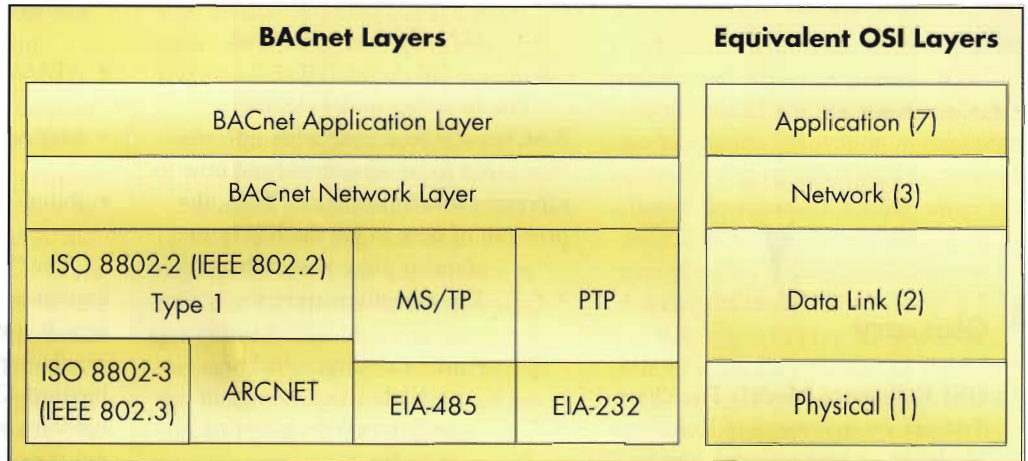 BACnet Layers
Equivalent OSI Layers
BACnet Application Layer
Application (7)
BACnet Network Layer
Network (3)
ISO 8802-2 (IEEE 802.2)
Type 1
MS/TP
PTP
Data Link (2)
ISO 8802-3
(IEEE 802.3)
ARCNET
EIA-485
EIA-232
Physical (1)